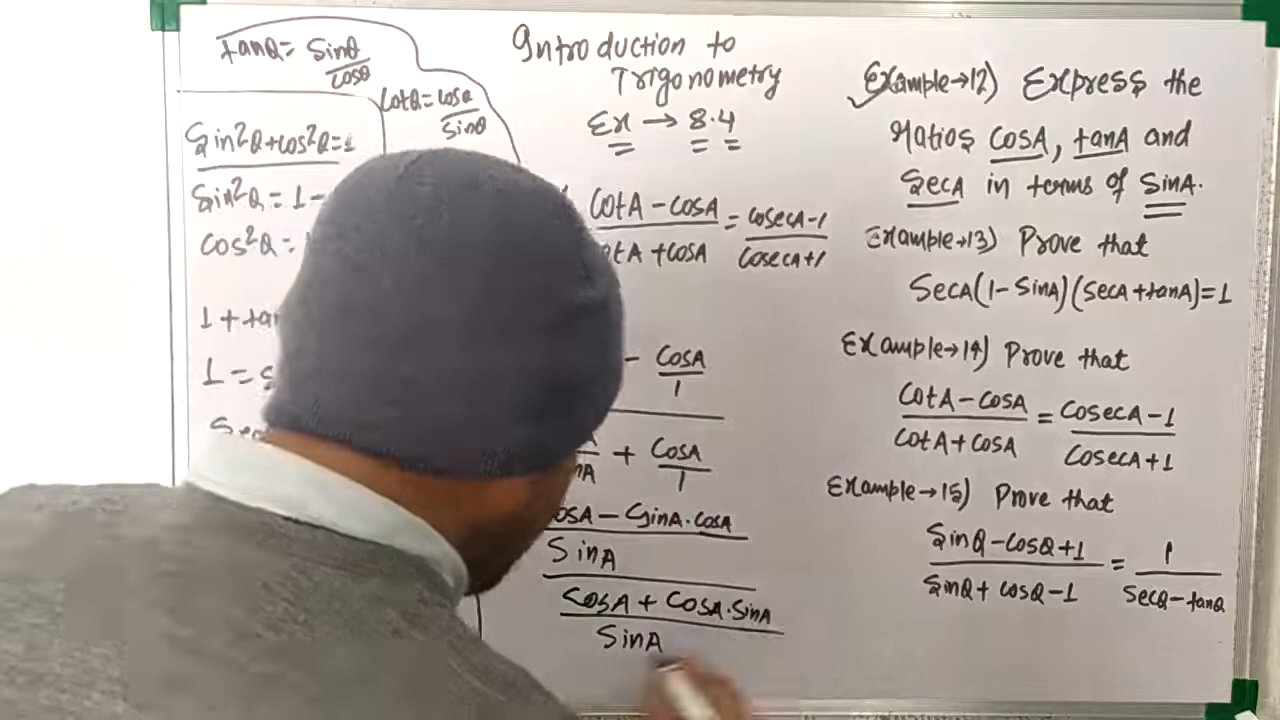 tanθ = sinθ
cosθ
cotθ = cosθ
sinθ
Sin²θ + cos²θ = 1
Sin²θ = 1 -
cos²θ =
1 + tan
1 =
Introduction to
Trigonometry
Ex → 8.4
cotA - cosA = cosecA - 1
tA + cosA cosecA + 1
- cosA
1
+ cosA
1
osA - sinA·cosA
SinA
cosA + cosA·sinA
SinA
Example → 12) Express the
Ratios cosA, tanA and
SecA in terms of SinA.
Example → 13) Prove that
SecA(1 - sinA)(secA + tanA) = 1
Example → 14) Prove that
cotA - cosA = cosecA - 1
cotA + cosA cosecA + 1
Example → 15) Prove that
sinθ - cosθ + 1 = 1
sinθ + cosθ - 1 secθ - tanθ